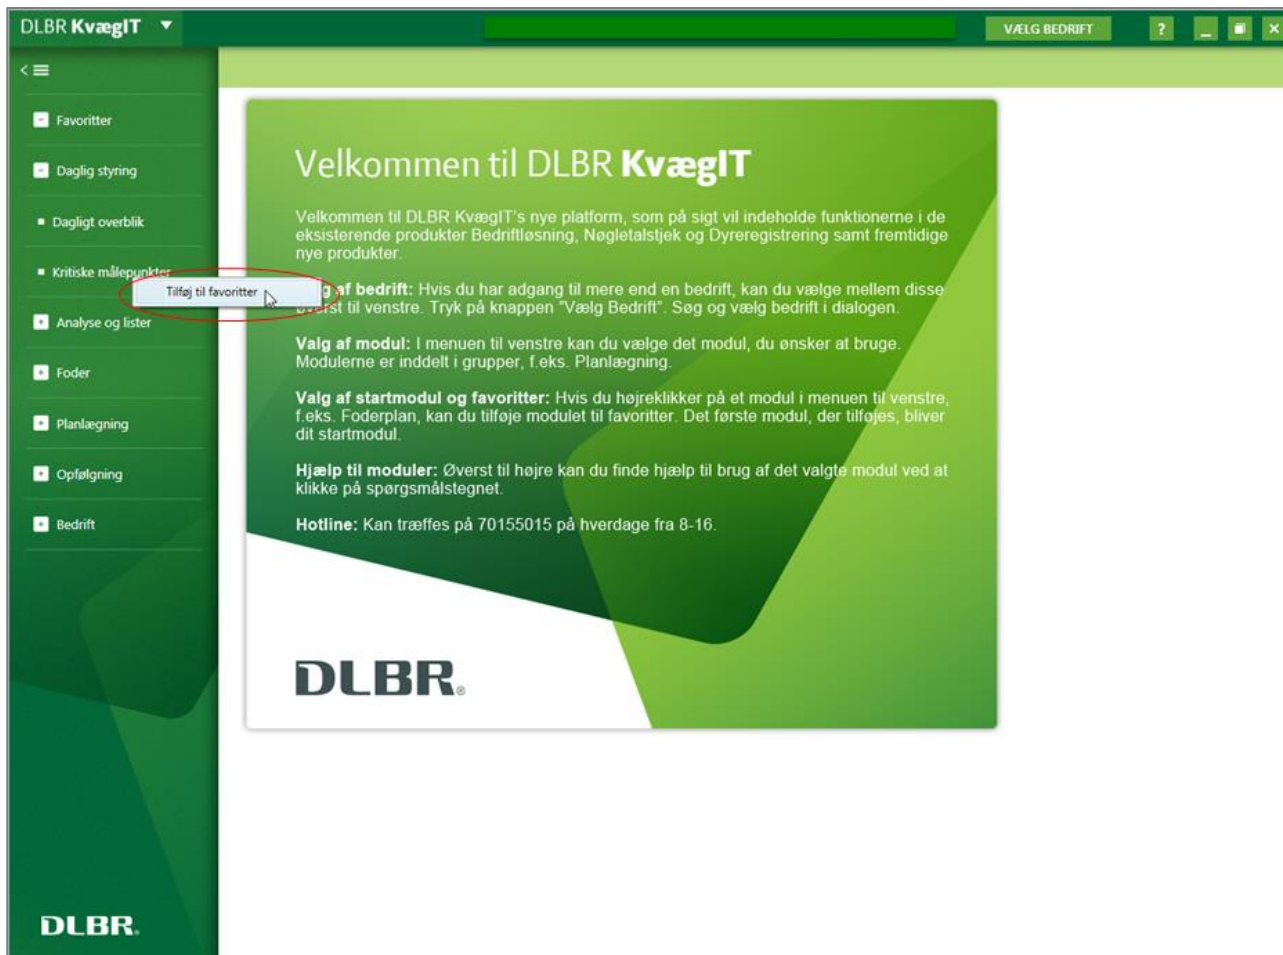 DLBR KvægIT
VÆLG BEDRIFT
?
Favoritter
Daglig styring
Dagligt overblik
Kritiske målepunkter
Tilføj til favoritter
Analyse og lister
Foder
Planlægning
Opfølgning
Bedrift
DLBR
Velkommen til DLBR KvægIT
Velkommen til DLBR KvægIT's nye platform, som på sigt vil indeholde funktionerne i de
eksisterende produkter Bedriftløsning, Nøgletalstjek og Dyreregistrering samt fremtidige
nye produkter.
g af bedrift: Hvis du har adgang til mere end en bedrift, kan du vælge mellem disse
øverst til venstre. Tryk på knappen "Vælg Bedrift". Søg og vælg bedrift i dialogen.
Valg af modul: I menuen til venstre kan du vælge det modul, du ønsker at bruge.
Modulerne er inddelt i grupper, f.eks. Planlægning.
Valg af startmodul og favoritter: Hvis du højreklikker på et modul i menuen til venstre,
f.eks. Foderplan, kan du tilføje modulet til favoritter. Det første modul, der tilføjes, bliver
dit startmodul.
Hjælp til moduler: Øverst til højre kan du finde hjælp til brug af det valgte modul ved at
klikke på spørgsmålstegnet.
Hotline: Kan træffes på 70155015 på hverdage fra 8-16.
DLBR®